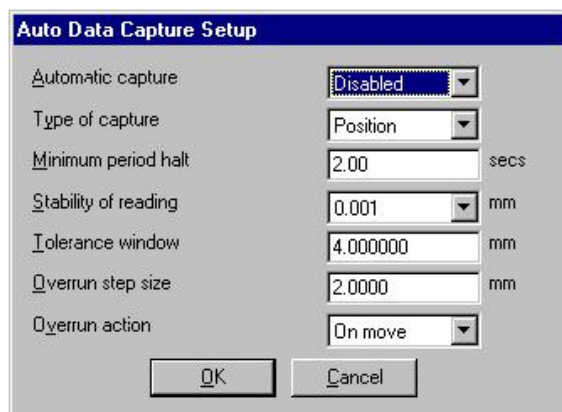 Auto Data Capture Setup
Automatic capture Disabled
Type of capture Position
Minimum period halt 2.00 secs
Stability of reading 0.001 mm
Tolerance window 4.000000 mm
Overrun step size 2.0000 mm
Overrun action On move
OK Cancel